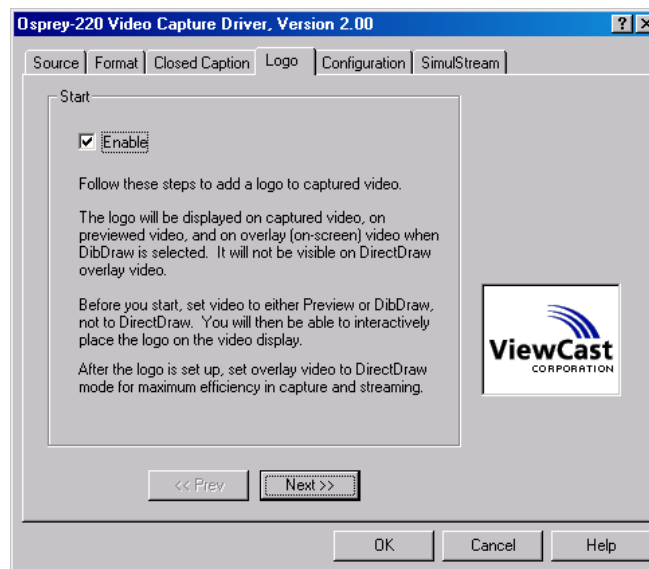 Osprey-220 Video Capture Driver, Version 2.00
Source
Format
Closed Caption
Logo
Configuration
SimulStream
Start
Enable
Follow these steps to add a logo to captured video.
The logo will be displayed on captured video, on
previewed video, and on overlay (on-screen) video when
DibDraw is selected. It will not be visible on DirectDraw
overlay video.
Before you start, set video to either Preview or DibDraw,
not to DirectDraw. You will then be able to interactively
place the logo on the video display.
After the logo is set up, set overlay video to DirectDraw
mode for maximum efficiency in capture and streaming.
ViewCast
CORPORATION
<< Prev
Next >>
OK
Cancel
Help